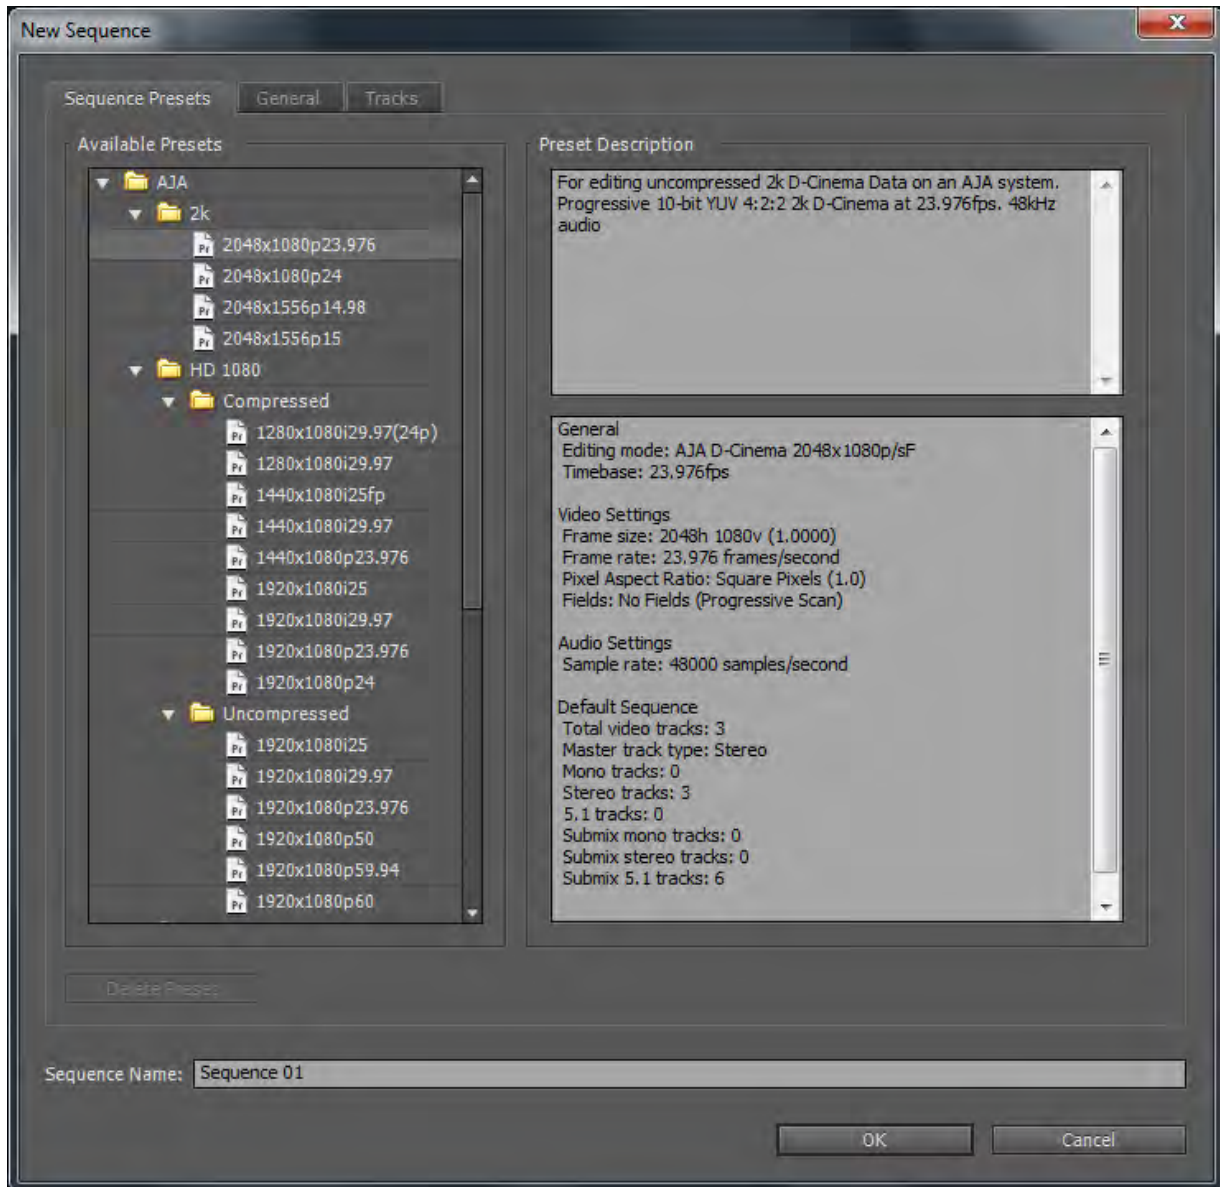 New Sequence
Sequence Presets
General
Tracks
Available Presets
AJA
2k
2048x1080p23.976
2048x1080p24
2048x1556p14.98
2048x1556p15
HD 1080
Compressed
1280x1080i29.97(24p)
1280x1080i29.97
1440x1080i25fp
1440x1080i29.97
1440x1080p23.976
1920x1080i25
1920x1080i29.97
1920x1080p23.976
1920x1080p24
Uncompressed
1920x1080i25
1920x1080i29.97
1920x1080p23.976
1920x1080p50
1920x1080p59.94
1920x1080p60
Preset Description
For editing uncompressed 2k D-Cinema Data on an AJA system.
Progressive 10-bit YUV 4:2:2 2k D-Cinema at 23.976fps. 48kHz
audio
General
Editing mode: AJA D-Cinema 2048x1080p/sF
Timebase: 23.976fps
Video Settings
Frame size: 2048h 1080v (1.0000)
Frame rate: 23.976 frames/second
Pixel Aspect Ratio: Square Pixels (1.0)
Fields: No Fields (Progressive Scan)
Audio Settings
Sample rate: 48000 samples/second
Default Sequence
Total video tracks: 3
Master track type: Stereo
Mono tracks: 0
Stereo tracks: 3
5.1 tracks: 0
Submix mono tracks: 0
Submix stereo tracks: 0
Submix 5.1 tracks: 6
Delete Preset
Sequence Name: Sequence 01
OK
Cancel